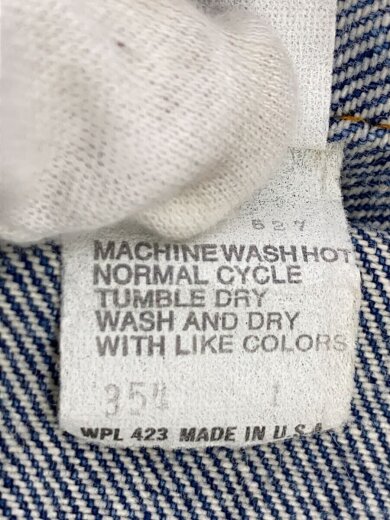 527
MACHINE WASH HOT
NORMAL CYCLE
TUMBLE DRY
WASH AND DRY
WITH LIKE COLORS
354 1
WPL 423 MADE IN U.S.A.